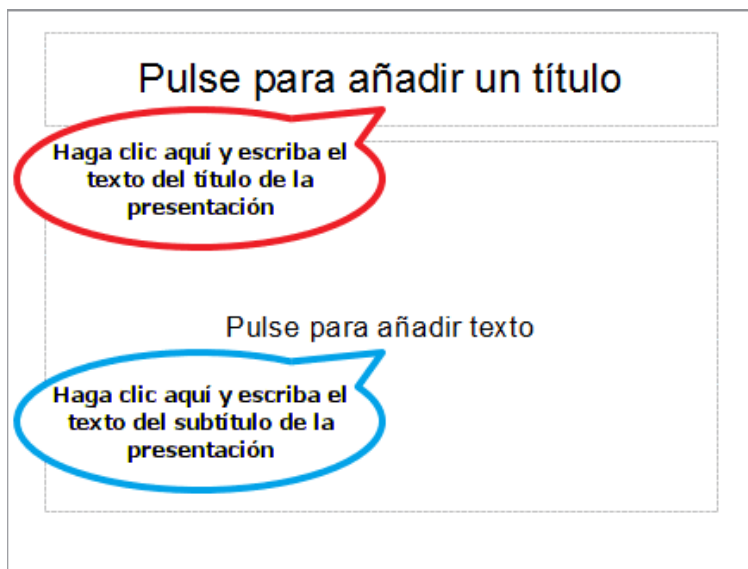 Pulse para añadir un título
Haga clic aquí y escriba el
texto del título de la
presentación
Pulse para añadir texto
Haga clic aquí y escriba el
texto del subtítulo de la
presentación